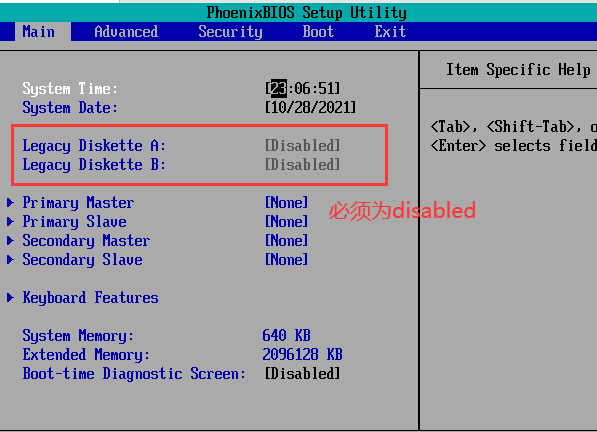 PhoenixBIOS Setup Utility
Main Advanced Security Boot Exit
Item Specific Help
System Time: [23:06:51]
System Date: [10/28/2021]
<Tab>, <Shift-Tab>, o
<Enter> selects field
Legacy Diskette A: [Disabled]
Legacy Diskette B: [Disabled]
Primary Master [None]
必须为disabled
Primary Slave [None]
Secondary Master [None]
Secondary Slave [None]
Keyboard Features
System Memory: 640 KB
Extended Memory: 2096128 KB
Boot-time Diagnostic Screen: [Disabled]